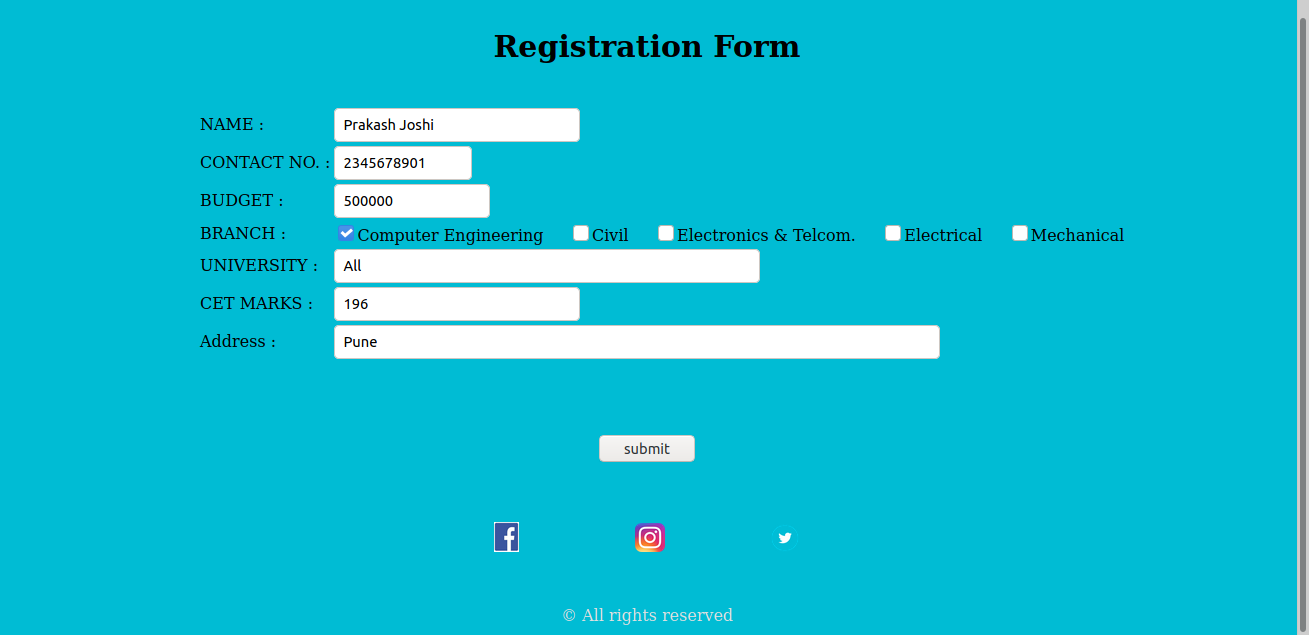 Registration Form
NAME : Prakash Joshi
CONTACT NO. : 2345678901
BUDGET : 500000
BRANCH : Computer Engineering Civil Electronics & Telcom. Electrical Mechanical
UNIVERSITY : All
CET MARKS : 196
Address : Pune
submit
© All rights reserved